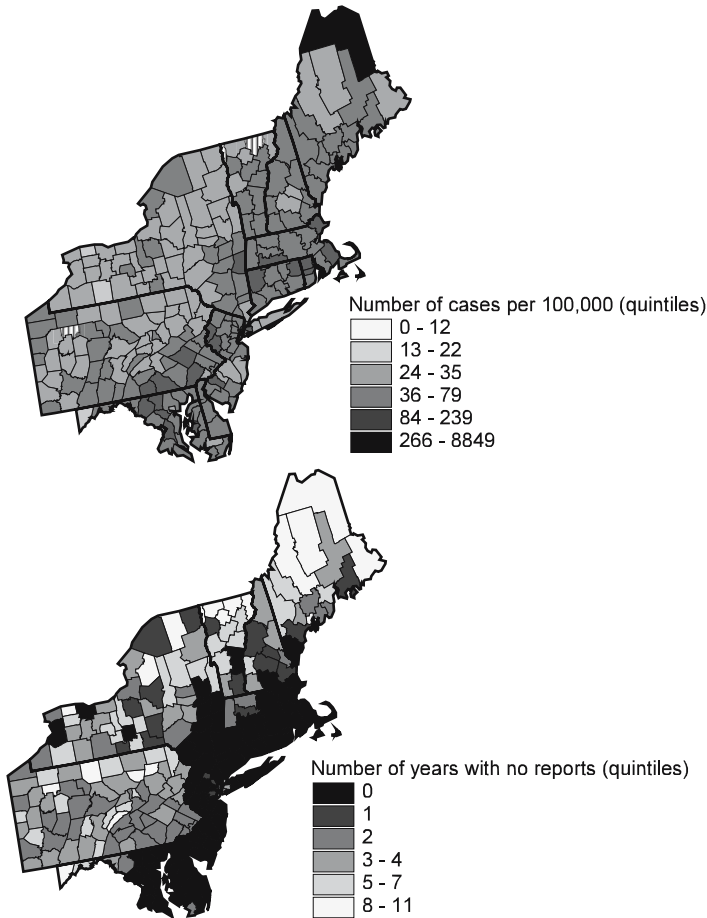 Number of cases per 100,000 (quintiles)
0 - 12
13 - 22
24 - 35
36 - 79
84 - 239
266 - 8849
Number of years with no reports (quintiles)
0
1
2
3 - 4
5 - 7
8 - 11